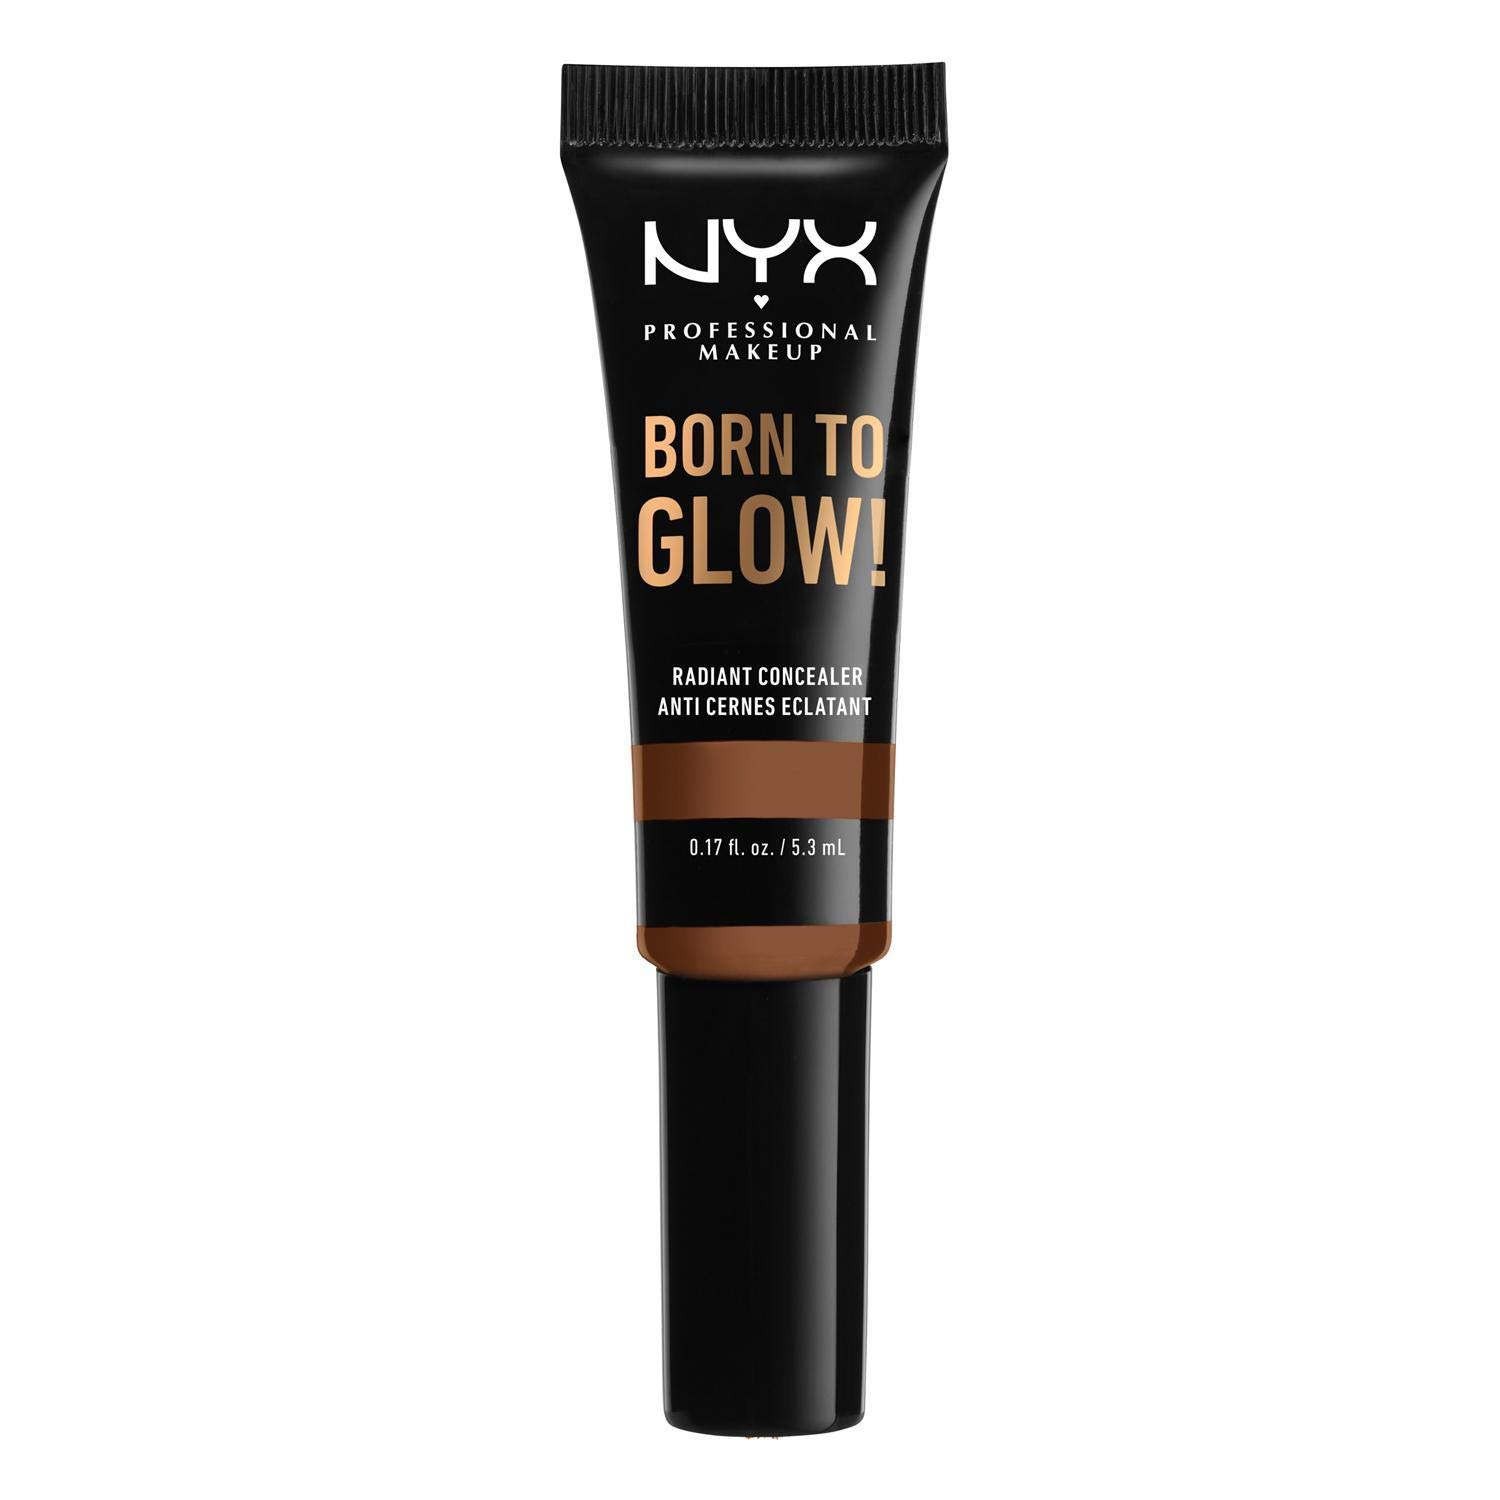 NYX
PROFESSIONAL
MAKEUP
BORN TO
GLOW!
RADIANT CONCEALER
ANTI CERNES ECLATANT
0.17 fl. oz. / 5.3 mL